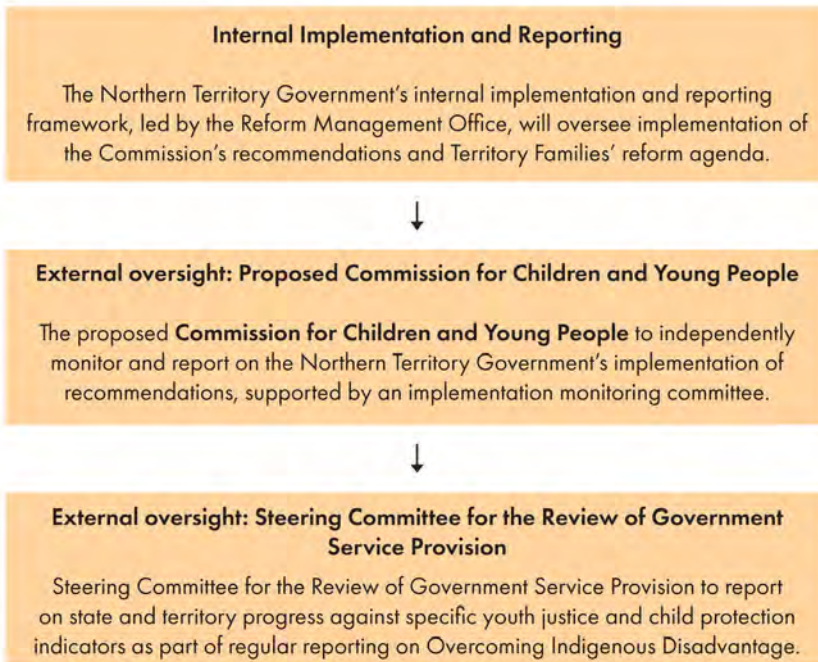 Internal Implementation and Reporting
The Northern Territory Government’s internal implementation and reporting
framework, led by the Reform Management Office, will oversee implementation of
the Commission’s recommendations and Territory Families’ reform agenda.
↓
External oversight: Proposed Commission for Children and Young People
The proposed Commission for Children and Young People to independently
monitor and report on the Northern Territory Government’s implementation of
recommendations, supported by an implementation monitoring committee.
↓
External oversight: Steering Committee for the Review of Government
Service Provision
Steering Committee for the Review of Government Service Provision to report
on state and territory progress against specific youth justice and child protection
indicators as part of regular reporting on Overcoming Indigenous Disadvantage.